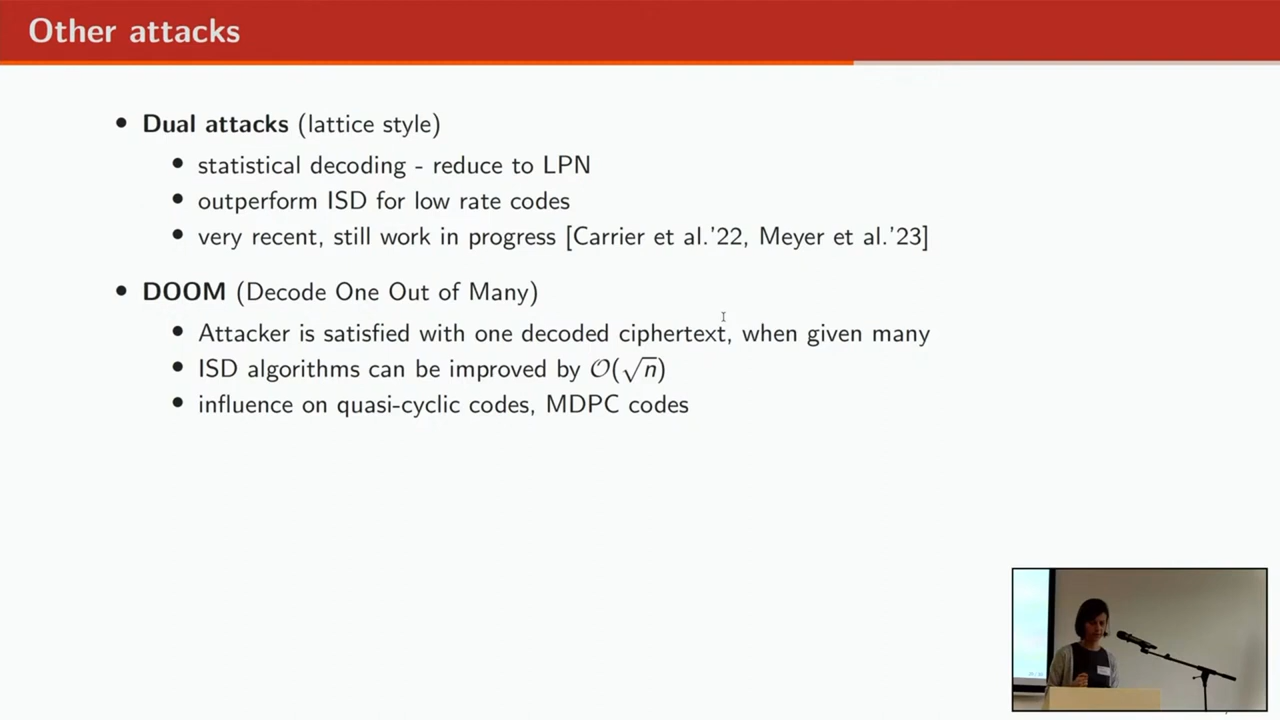 Other attacks
• Dual attacks (lattice style)
• statistical decoding - reduce to LPN
• outperform ISD for low rate codes
• very recent, still work in progress [Carrier et al.'22, Meyer et al.'23]
• DOOM (Decode One Out of Many)
• Attacker is satisfied with one decoded ciphertext, when given many
• ISD algorithms can be improved by 𝒪(√n)
• influence on quasi-cyclic codes, MDPC codes